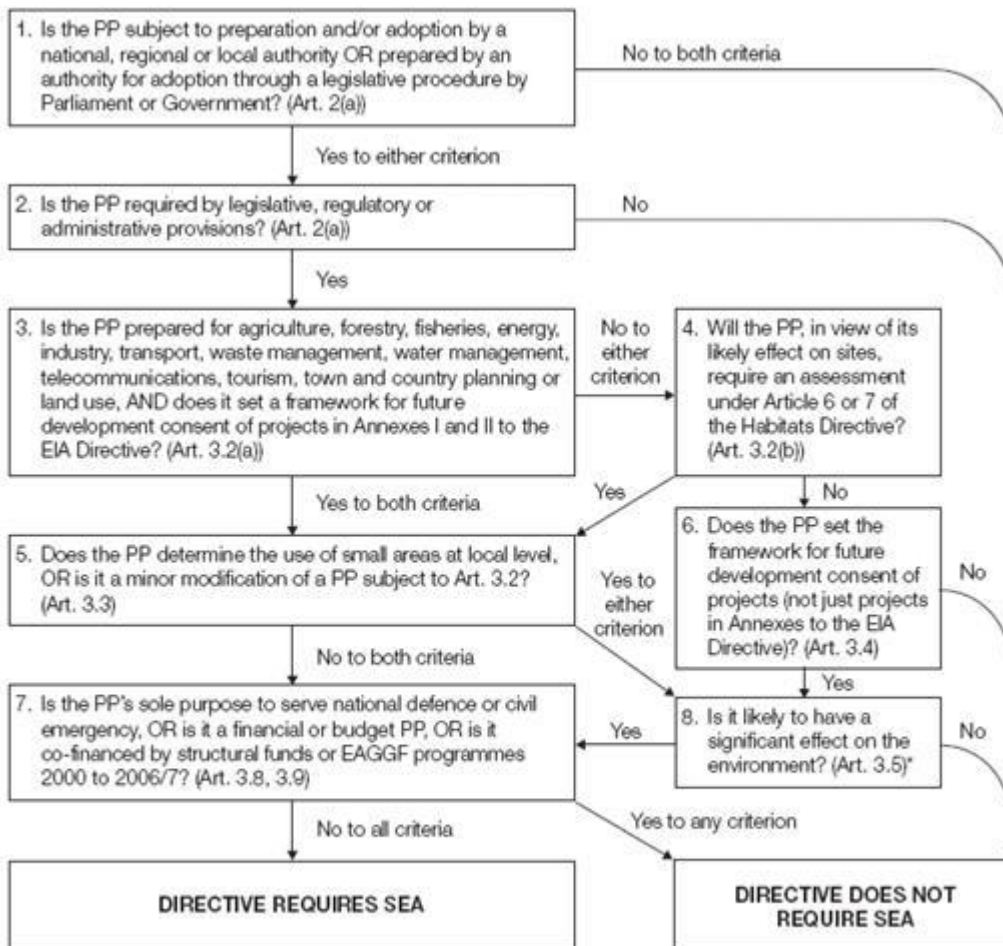 1. Is the PP subject to preparation and/or adoption by a
national, regional or local authority OR prepared by an
authority for adoption through a legislative procedure by
Parliament or Government? (Art. 2(a))
No to both criteria
Yes to either criterion
2. Is the PP required by legislative, regulatory or
administrative provisions? (Art. 2(a))
No
Yes
3. Is the PP prepared for agriculture, forestry, fisheries, energy,
industry, transport, waste management, water management,
telecommunications, tourism, town and country planning or
land use, AND does it set a framework for future
development consent of projects in Annexes I and II to the
EIA Directive? (Art. 3.2(a))
No to
either
criterion
4. Will the PP, in view of its
likely effect on sites,
require an assessment
under Article 6 or 7 of
the Habitats Directive?
(Art. 3.2(b))
Yes to both criteria
Yes
No
5. Does the PP determine the use of small areas at local level,
OR is it a minor modification of a PP subject to Art. 3.2?
(Art. 3.3)
Yes to
either
criterion
6. Does the PP set the
framework for future
development consent of
projects (not just projects
in Annexes to the EIA
Directive)? (Art. 3.4)
No
No to both criteria
Yes
7. Is the PP's sole purpose to serve national defence or civil
emergency, OR is it a financial or budget PP, OR is it
co-financed by structural funds or EAGGF programmes
2000 to 2006/7? (Art. 3.8, 3.9)
Yes
8. Is it likely to have a
significant effect on the
environment? (Art. 3.5)*
No
No to all criteria
Yes to any criterion
DIRECTIVE REQUIRES SEA
DIRECTIVE DOES NOT
REQUIRE SEA